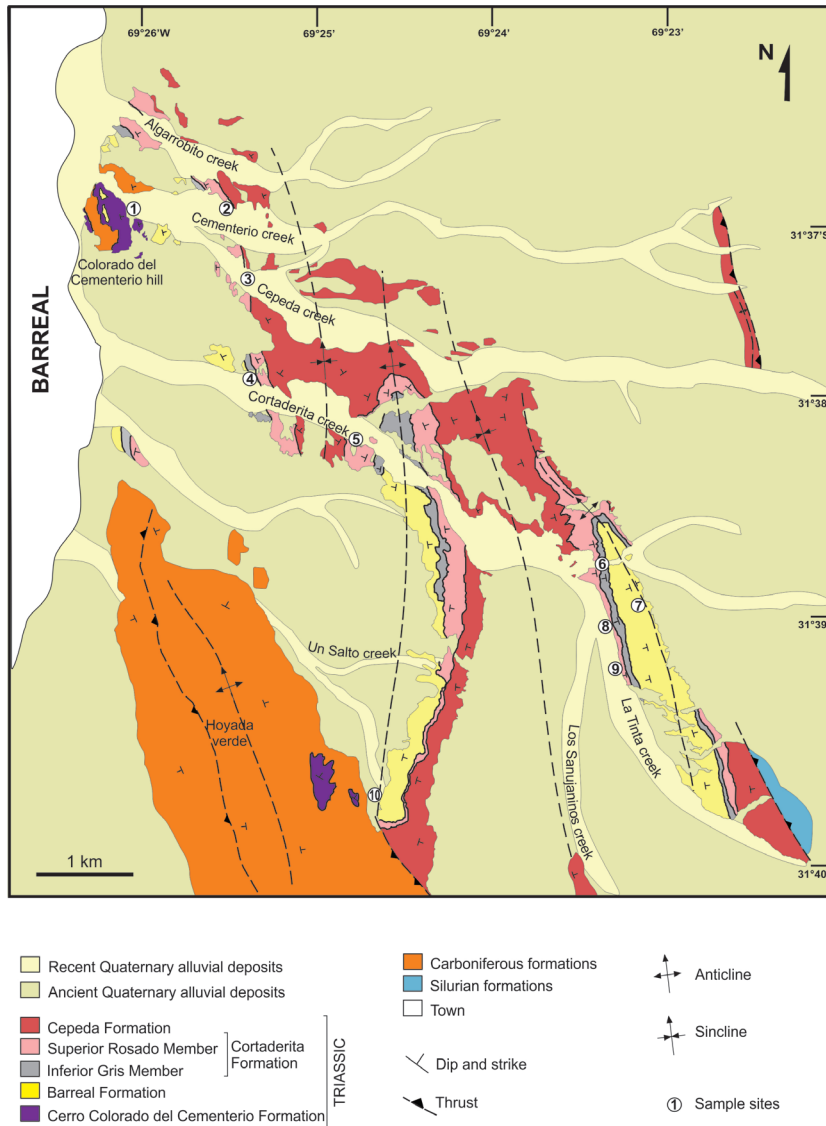 69°26'W
69°25'
69°24'
69°23'
N
Algarrobito creek
1
2
Cementerio creek
31°37'S
Colorado del
Cementerio hill
3
Cepeda creek
BARREAL
4
Cortaderita creek
31°38
5
6
7
31°39
8
Un Salto creek
9
La Tinta creek
Hoyada
verde
Los Sanujaninos creek
10
1 km
31°40
Recent Quaternary alluvial deposits
Ancient Quaternary alluvial deposits
Cepeda Formation
Superior Rosado Member
Inferior Gris Member
Cortaderita
Formation
Barreal Formation
Cerro Colorado del Cementerio Formation
TRIASSIC
Carboniferous formations
Silurian formations
Town
Dip and strike
Thrust
Anticline
Sincline
1 Sample sites